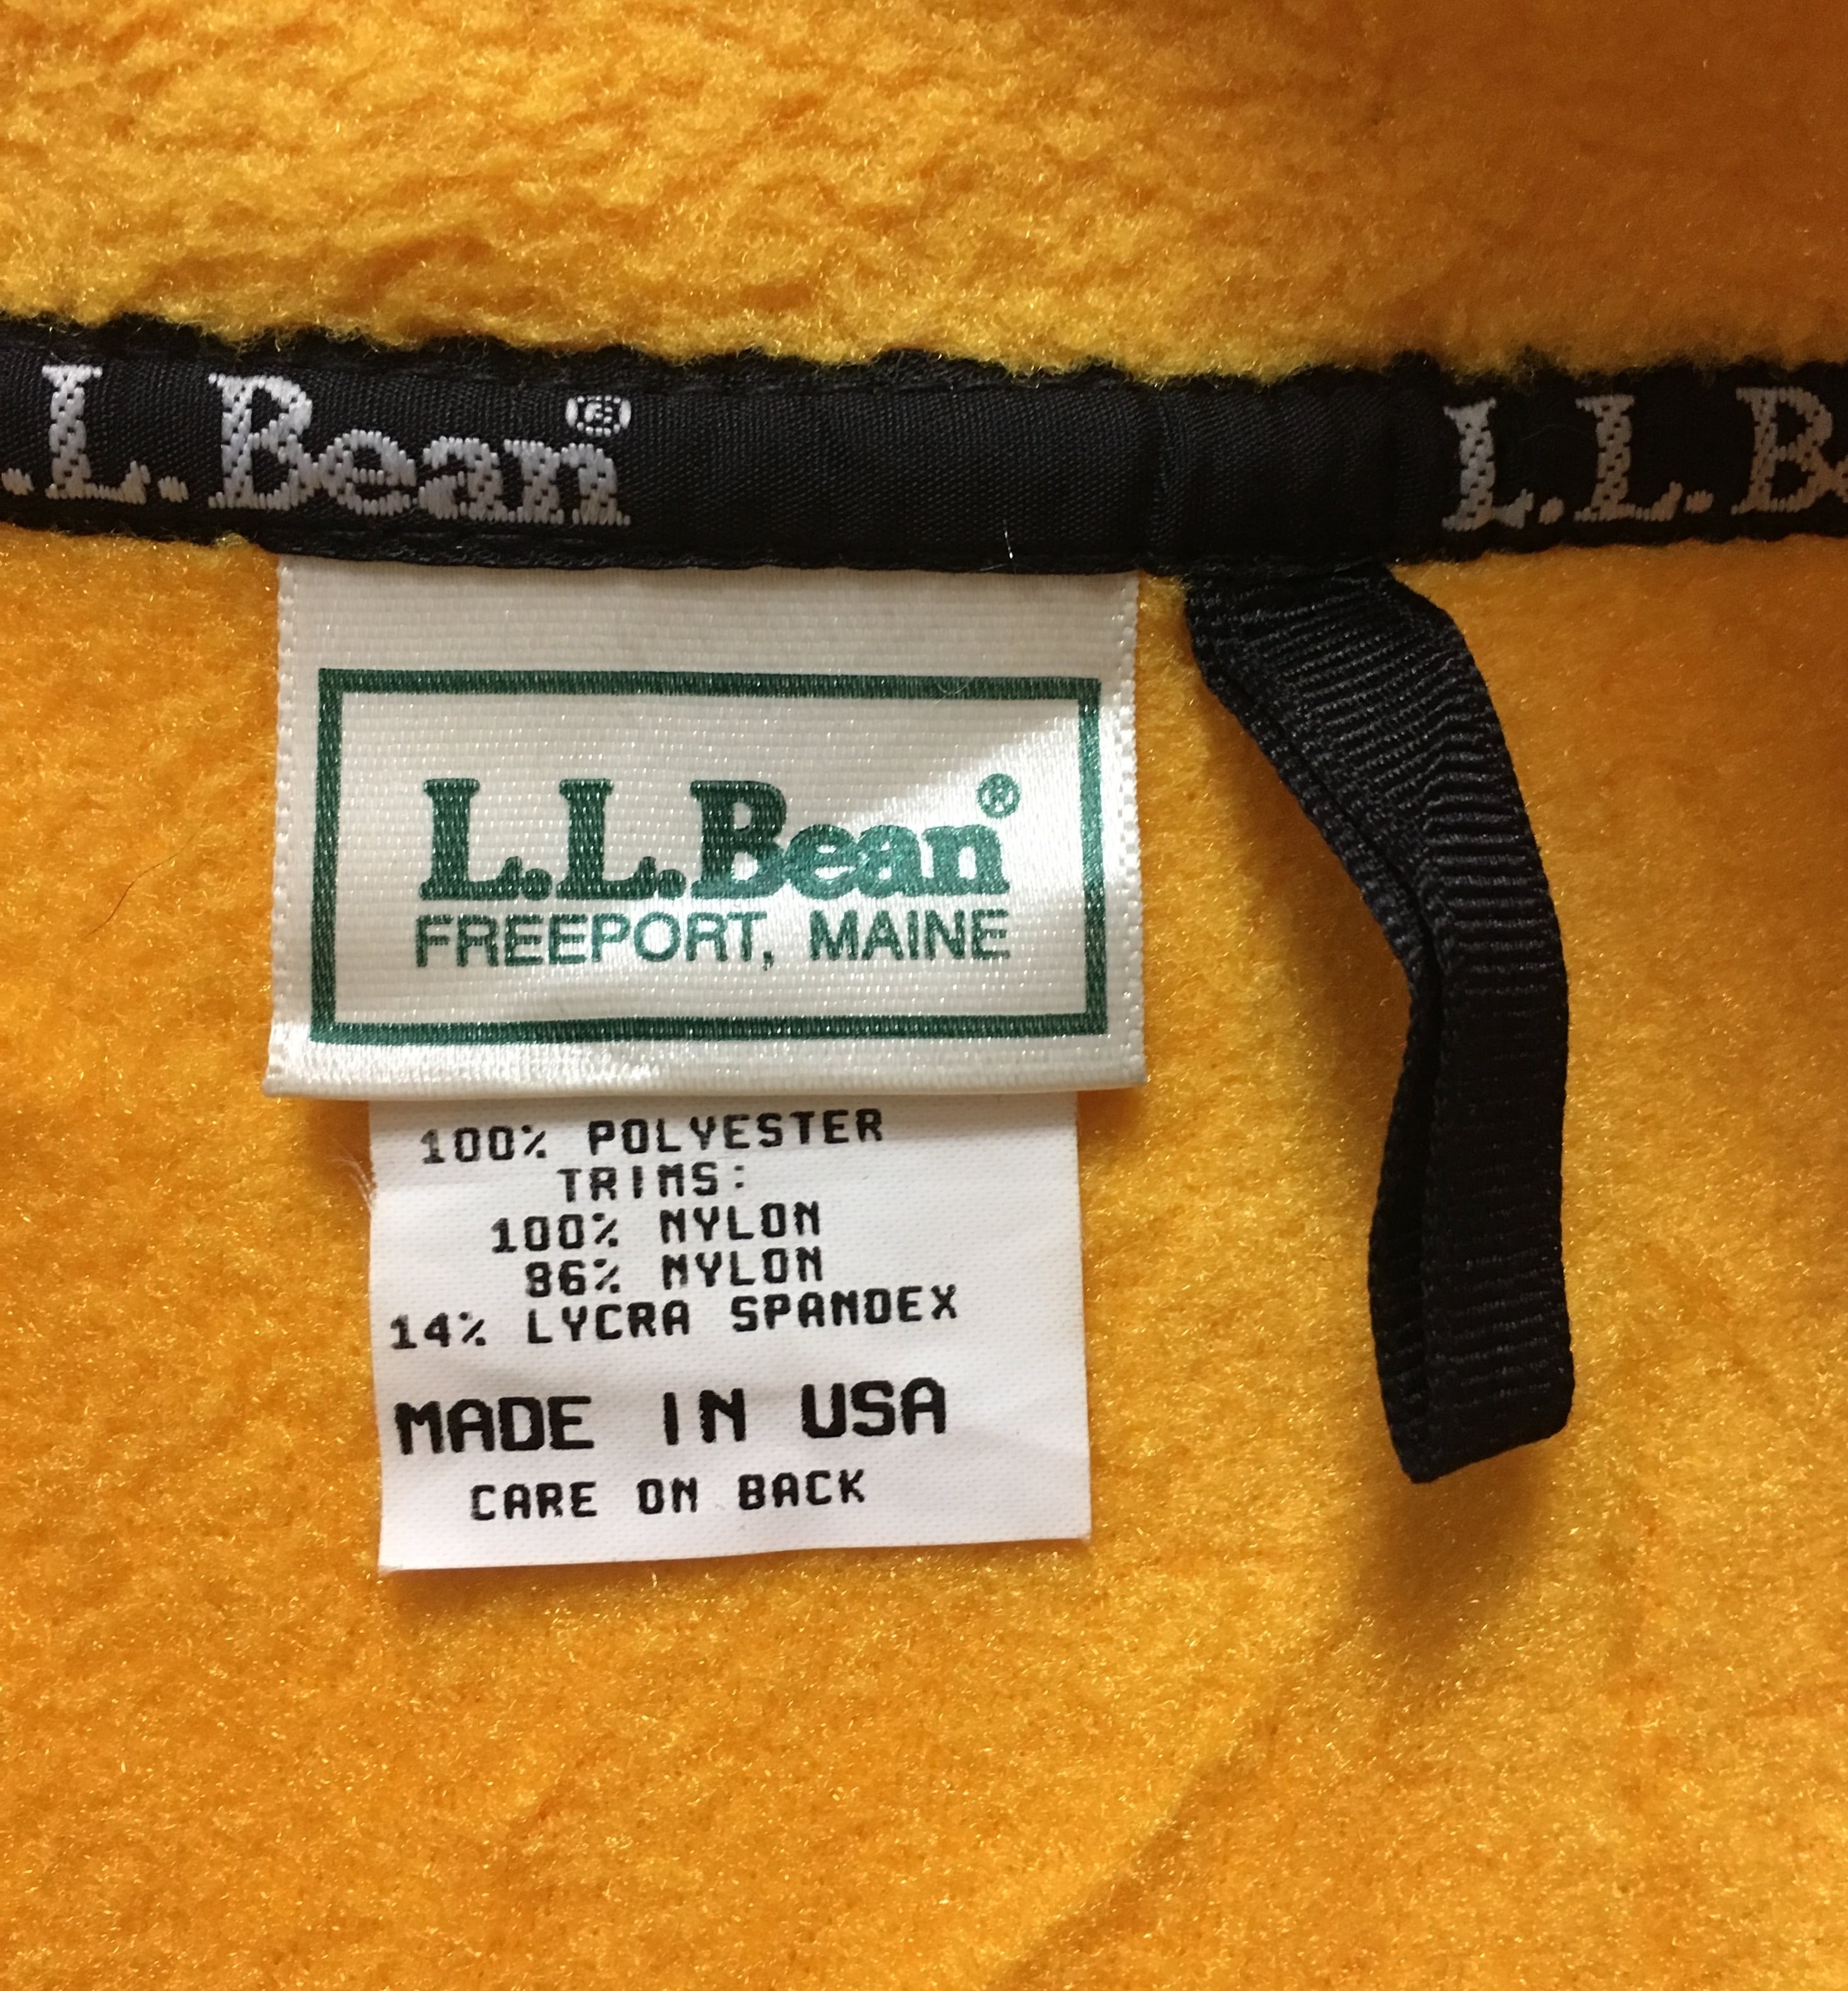 .L.Bean®
L.L.Be
L.L.Bean®
FREEPORT, MAINE
100% POLYESTER
TRIMS:
100% NYLON
86% NYLON
14% LYCRA SPANDEX
MADE IN USA
CARE ON BACK